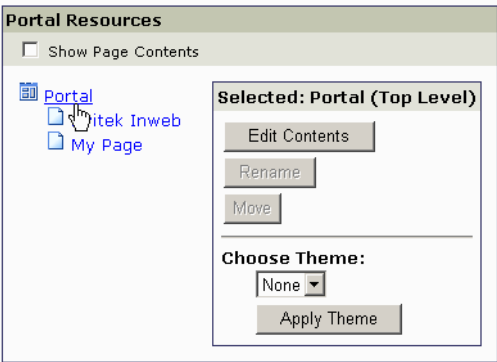 Portal Resources
Show Page Contents
Portal
itek Inweb
My Page
Selected: Portal (Top Level)
Edit Contents
Rename
Move
Choose Theme:
None
Apply Theme